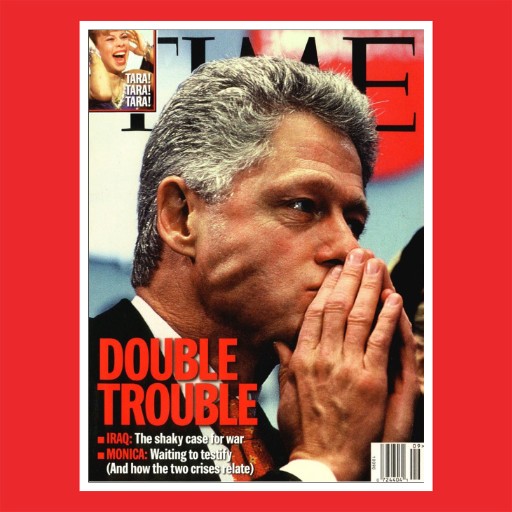 TIME
TARA!
TARA!
TARA!
DOUBLE
TROUBLE
■ IRAQ: The shaky case for war
■ MONICA: Waiting to testify
(And how the two crises relate)
09>